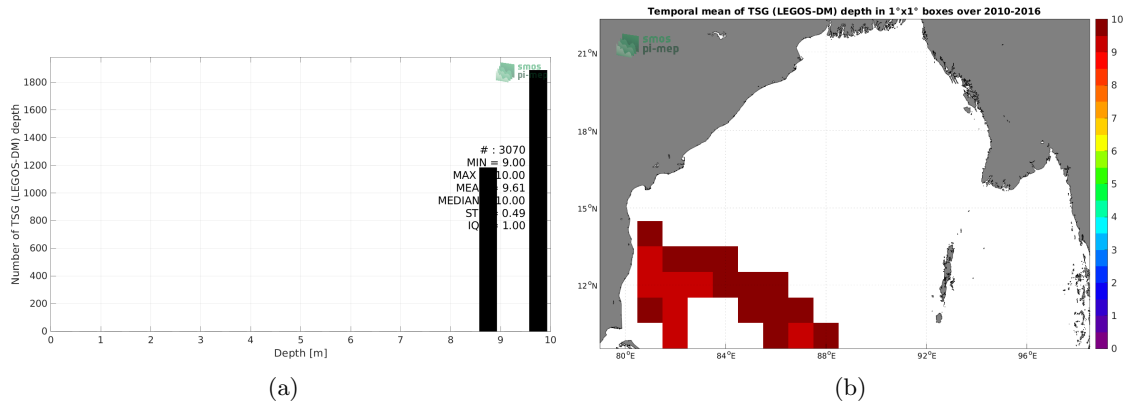 smos
pi-mep
Number of TSG (LEGOS-DM) depth
1800
1600
1400
1200
1000
800
600
400
200
0
# : 3070
MIN = 9.00
MAX 10.00
MEA 9.61
MEDIAN 10.00
ST = 0.49
IQ 1.00
0 1 2 3 4 5 6 7 8 9 10
Depth [m]
(a)
Temporal mean of TSG (LEGOS-DM) depth in 1°x1° boxes over 2010-2016
smos
pi-mep
21°N
18°N
15°N
12°N
80°E 84°E 88°E 92°E 96°E
10
9
8
7
6
5
4
3
2
1
0
(b)